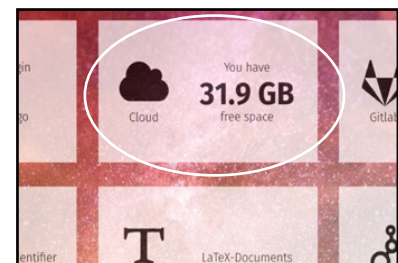 gin
You have
31.9 GB
Cloud
free space
go
Gitlab
T
entifier
LaTeX-Documents